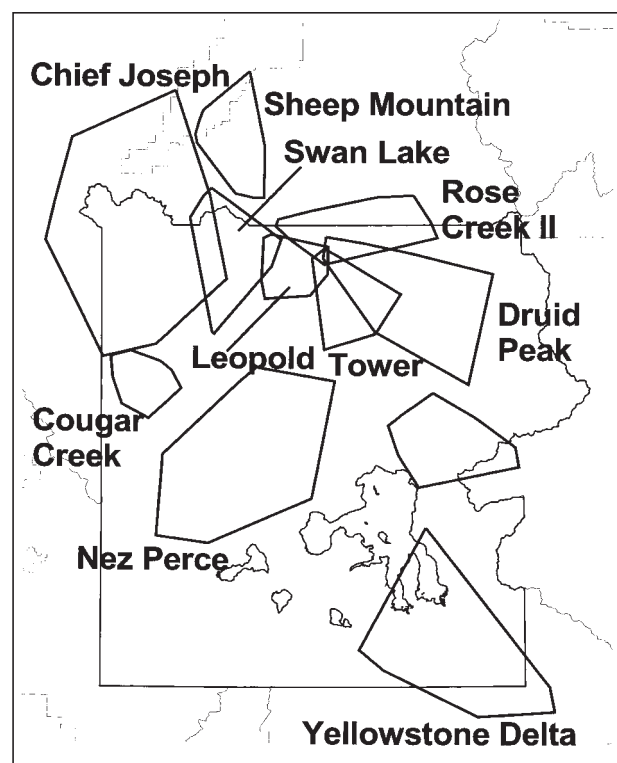 Chief Joseph
Sheep Mountain
Swan Lake
Rose
Creek II
Druid
Peak
Leopold
Tower
Cougar
Creek
Nez Perce
Yellowstone Delta